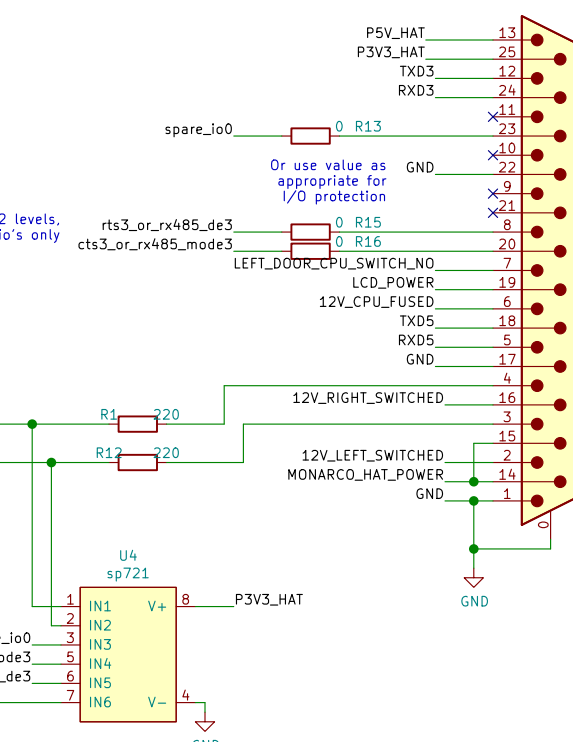 P5V_HAT 13
P3V3_HAT 25
TXD3 12
RXD3 24
11
spare_io0 0 R13 23
10
Or use value as
appropriate for
I/O protection
GND 22
9
21
2 levels,
io's only
rts3_or_rx485_de3 0 R15 8
cts3_or_rx485_mode3 0 R16 20
LEFT_DOOR_CPU_SWITCH_NO 7
LCD_POWER 19
12V_CPU_FUSED 6
TXD5 18
RXD5 5
GND 17
4
12V_RIGHT_SWITCHED 16
R1 220 3
15
R12 220
12V_LEFT_SWITCHED 2
MONARCO_HAT_POWER 14
GND 1
0
GND
U4
sp721
1 IN1 V+ 8 P3V3_HAT
2 IN2
_io0 3 IN3
ode3 5 IN4
_de3 6 IN5
7 IN6 V- 4
GND